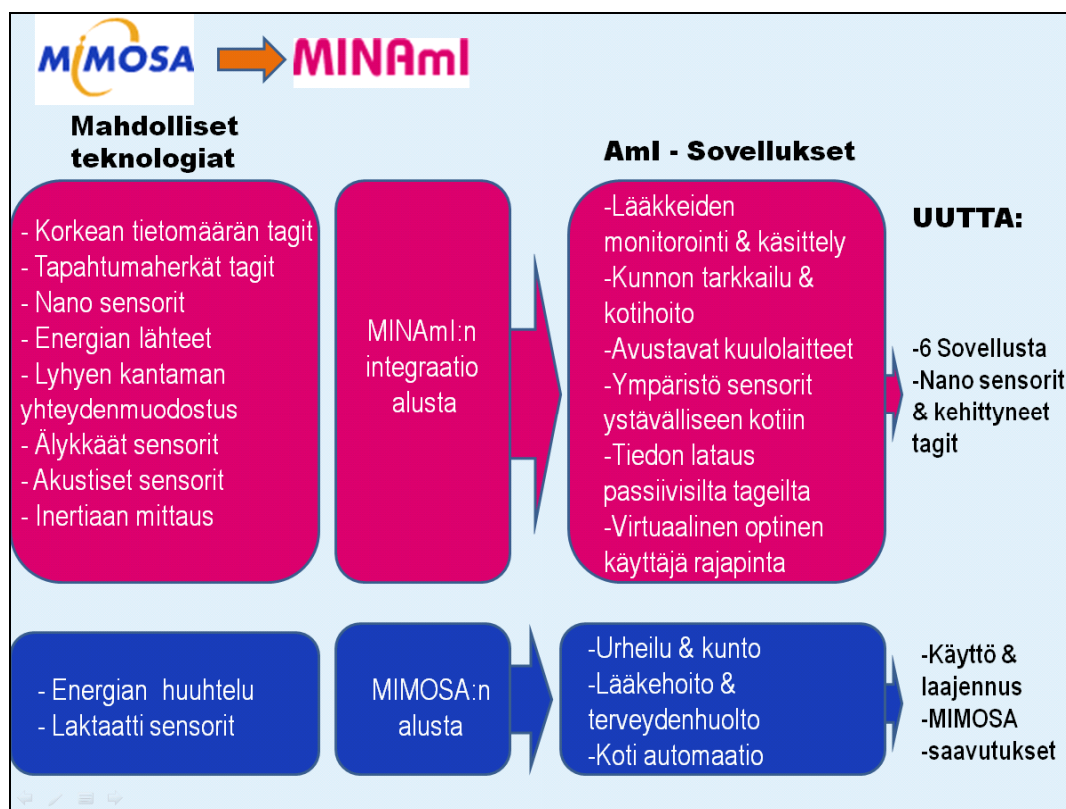 MiMOSA
MINAmI
Mahdolliset
teknologiat
AmI - Sovellukset
UUTTA:
- Korkean tietomäärän tagit
- Tapahtumaherkät tagit
- Nano sensorit
- Energian lähteet
- Lyhyen kantaman
yhteydenmuodostus
- Älykkäät sensorit
- Akustiset sensorit
- Inertiaan mittaus
MINAmI:n
integraatio
alusta
-Lääkkeiden
monitorointi & käsittely
-Kunnon tarkkailu &
kotihoito
-Avustavat kuulolaitteet
-Ympäristö sensorit
ystävälliseen kotiin
-Tiedon lataus
passiivisilta tageilta
-Virtuaalinen optinen
käyttäjä rajapinta
-6 Sovellusta
-Nano sensorit
& kehittyneet
tagit
- Energian huuhtelu
- Laktaatti sensorit
MIMOSA:n
alusta
-Urheilu & kunto
-Lääkehoito &
terveydenhuolto
-Koti automaatio
-Käyttö &
laajennus
-MIMOSA
-saavutukset